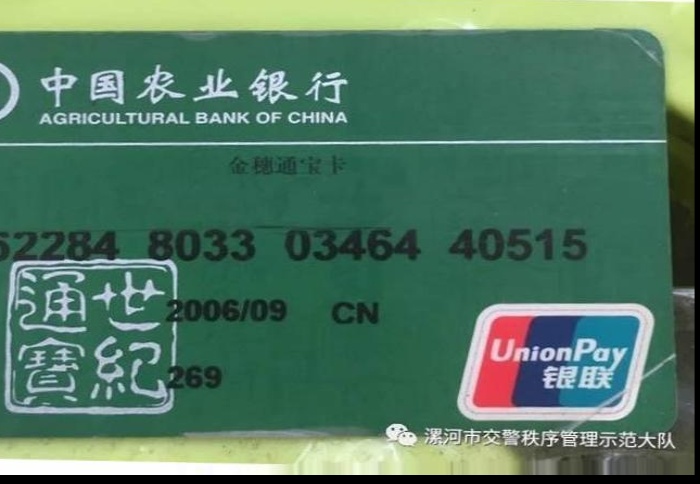 中国农业银行
AGRICULTURAL BANK OF CHINA
金穗通宝卡
62284 8033 03464 40515
2006/09 CN
269
世纪
通寶
UnionPay
银联
漯河市交警秩序管理示范大队